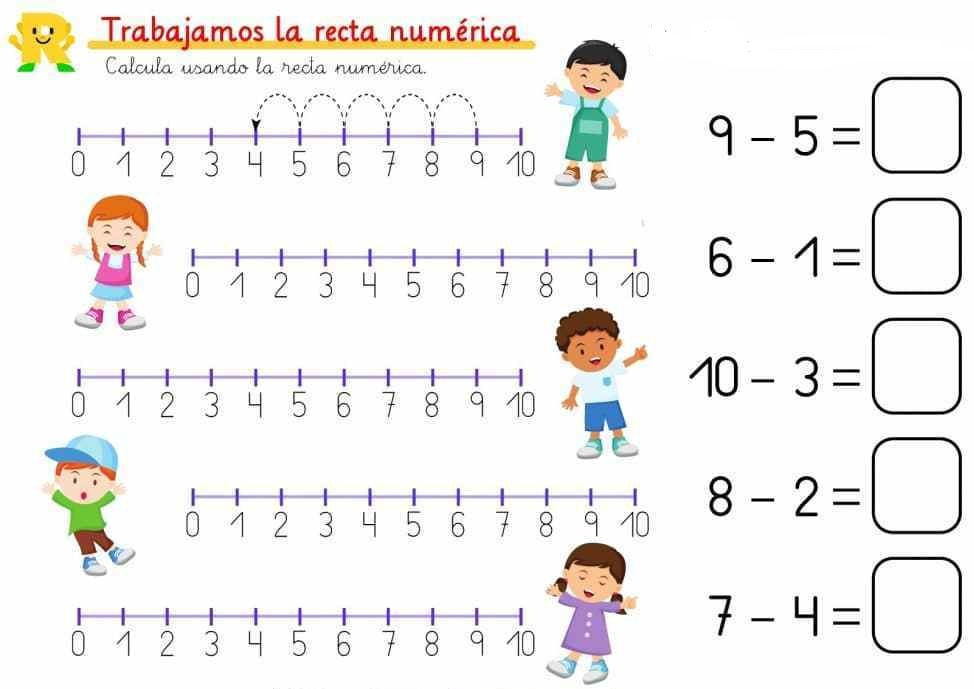 R
Trabajamos la recta numérica
Calcula usando la recta numérica.
0 1 2 3 4 5 6 7 8 9 10
9 - 5 =
0 1 2 3 4 5 6 7 8 9 10
6 - 1 =
0 1 2 3 4 5 6 7 8 9 10
10 - 3 =
0 1 2 3 4 5 6 7 8 9 10
8 - 2 =
0 1 2 3 4 5 6 7 8 9 10
7 - 4 =